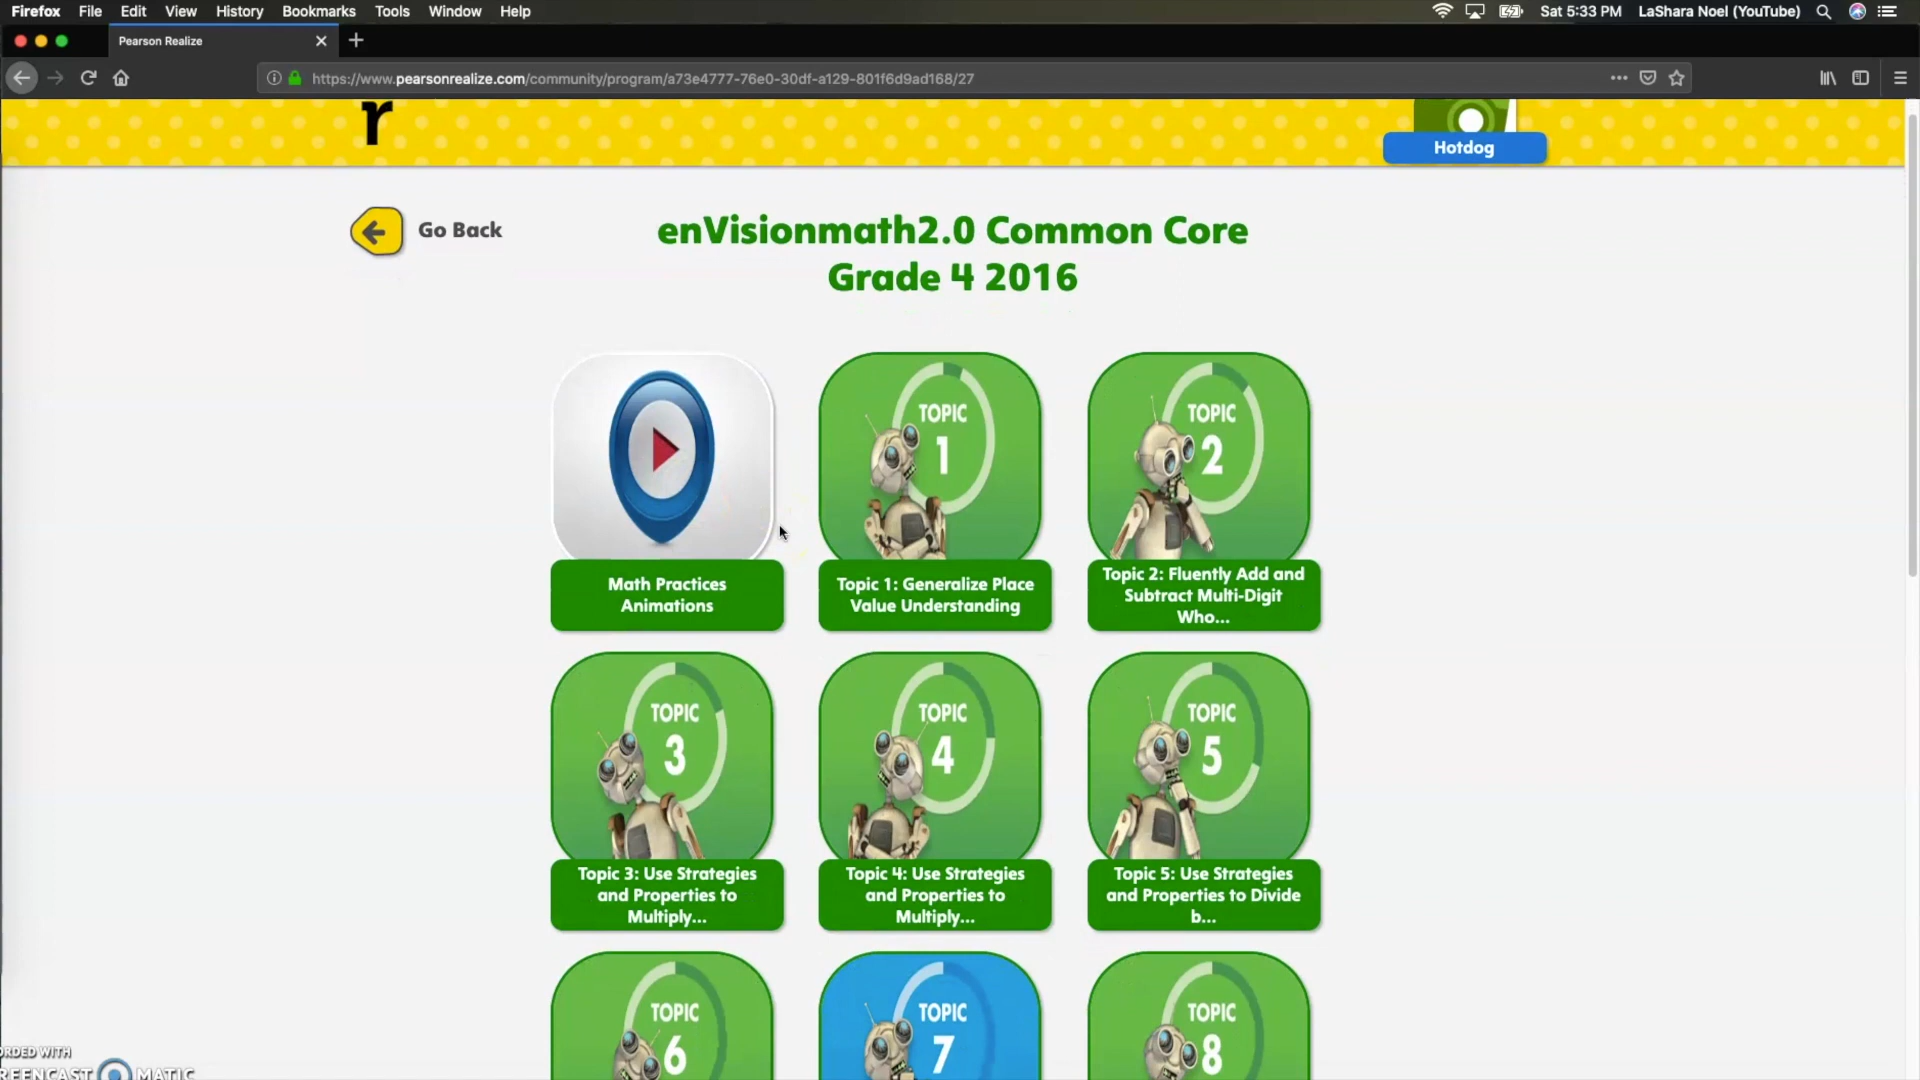 Firefox File Edit View History Bookmarks Tools Window Help Sat 5:33 PM LaShara Noel (YouTube)
Pearson Realize
https://www.pearsonrealize.com/community/program/a73e4777-76e0-30df-a129-801f6d9ad168/27
r
Hotdog
Go Back
enVisionmath2.0 Common Core
Grade 4 2016
TOPIC
1
TOPIC
2
Math Practices
Animations
Topic 1: Generalize Place
Value Understanding
Topic 2: Fluently Add and
Subtract Multi-Digit
Who...
TOPIC
3
TOPIC
4
TOPIC
5
Topic 3: Use Strategies
and Properties to
Multiply...
Topic 4: Use Strategies
and Properties to
Multiply...
Topic 5: Use Strategies
and Properties to Divide
b...
TOPIC
6
TOPIC
7
TOPIC
8
ORDED WITH
REENCAST MATIC